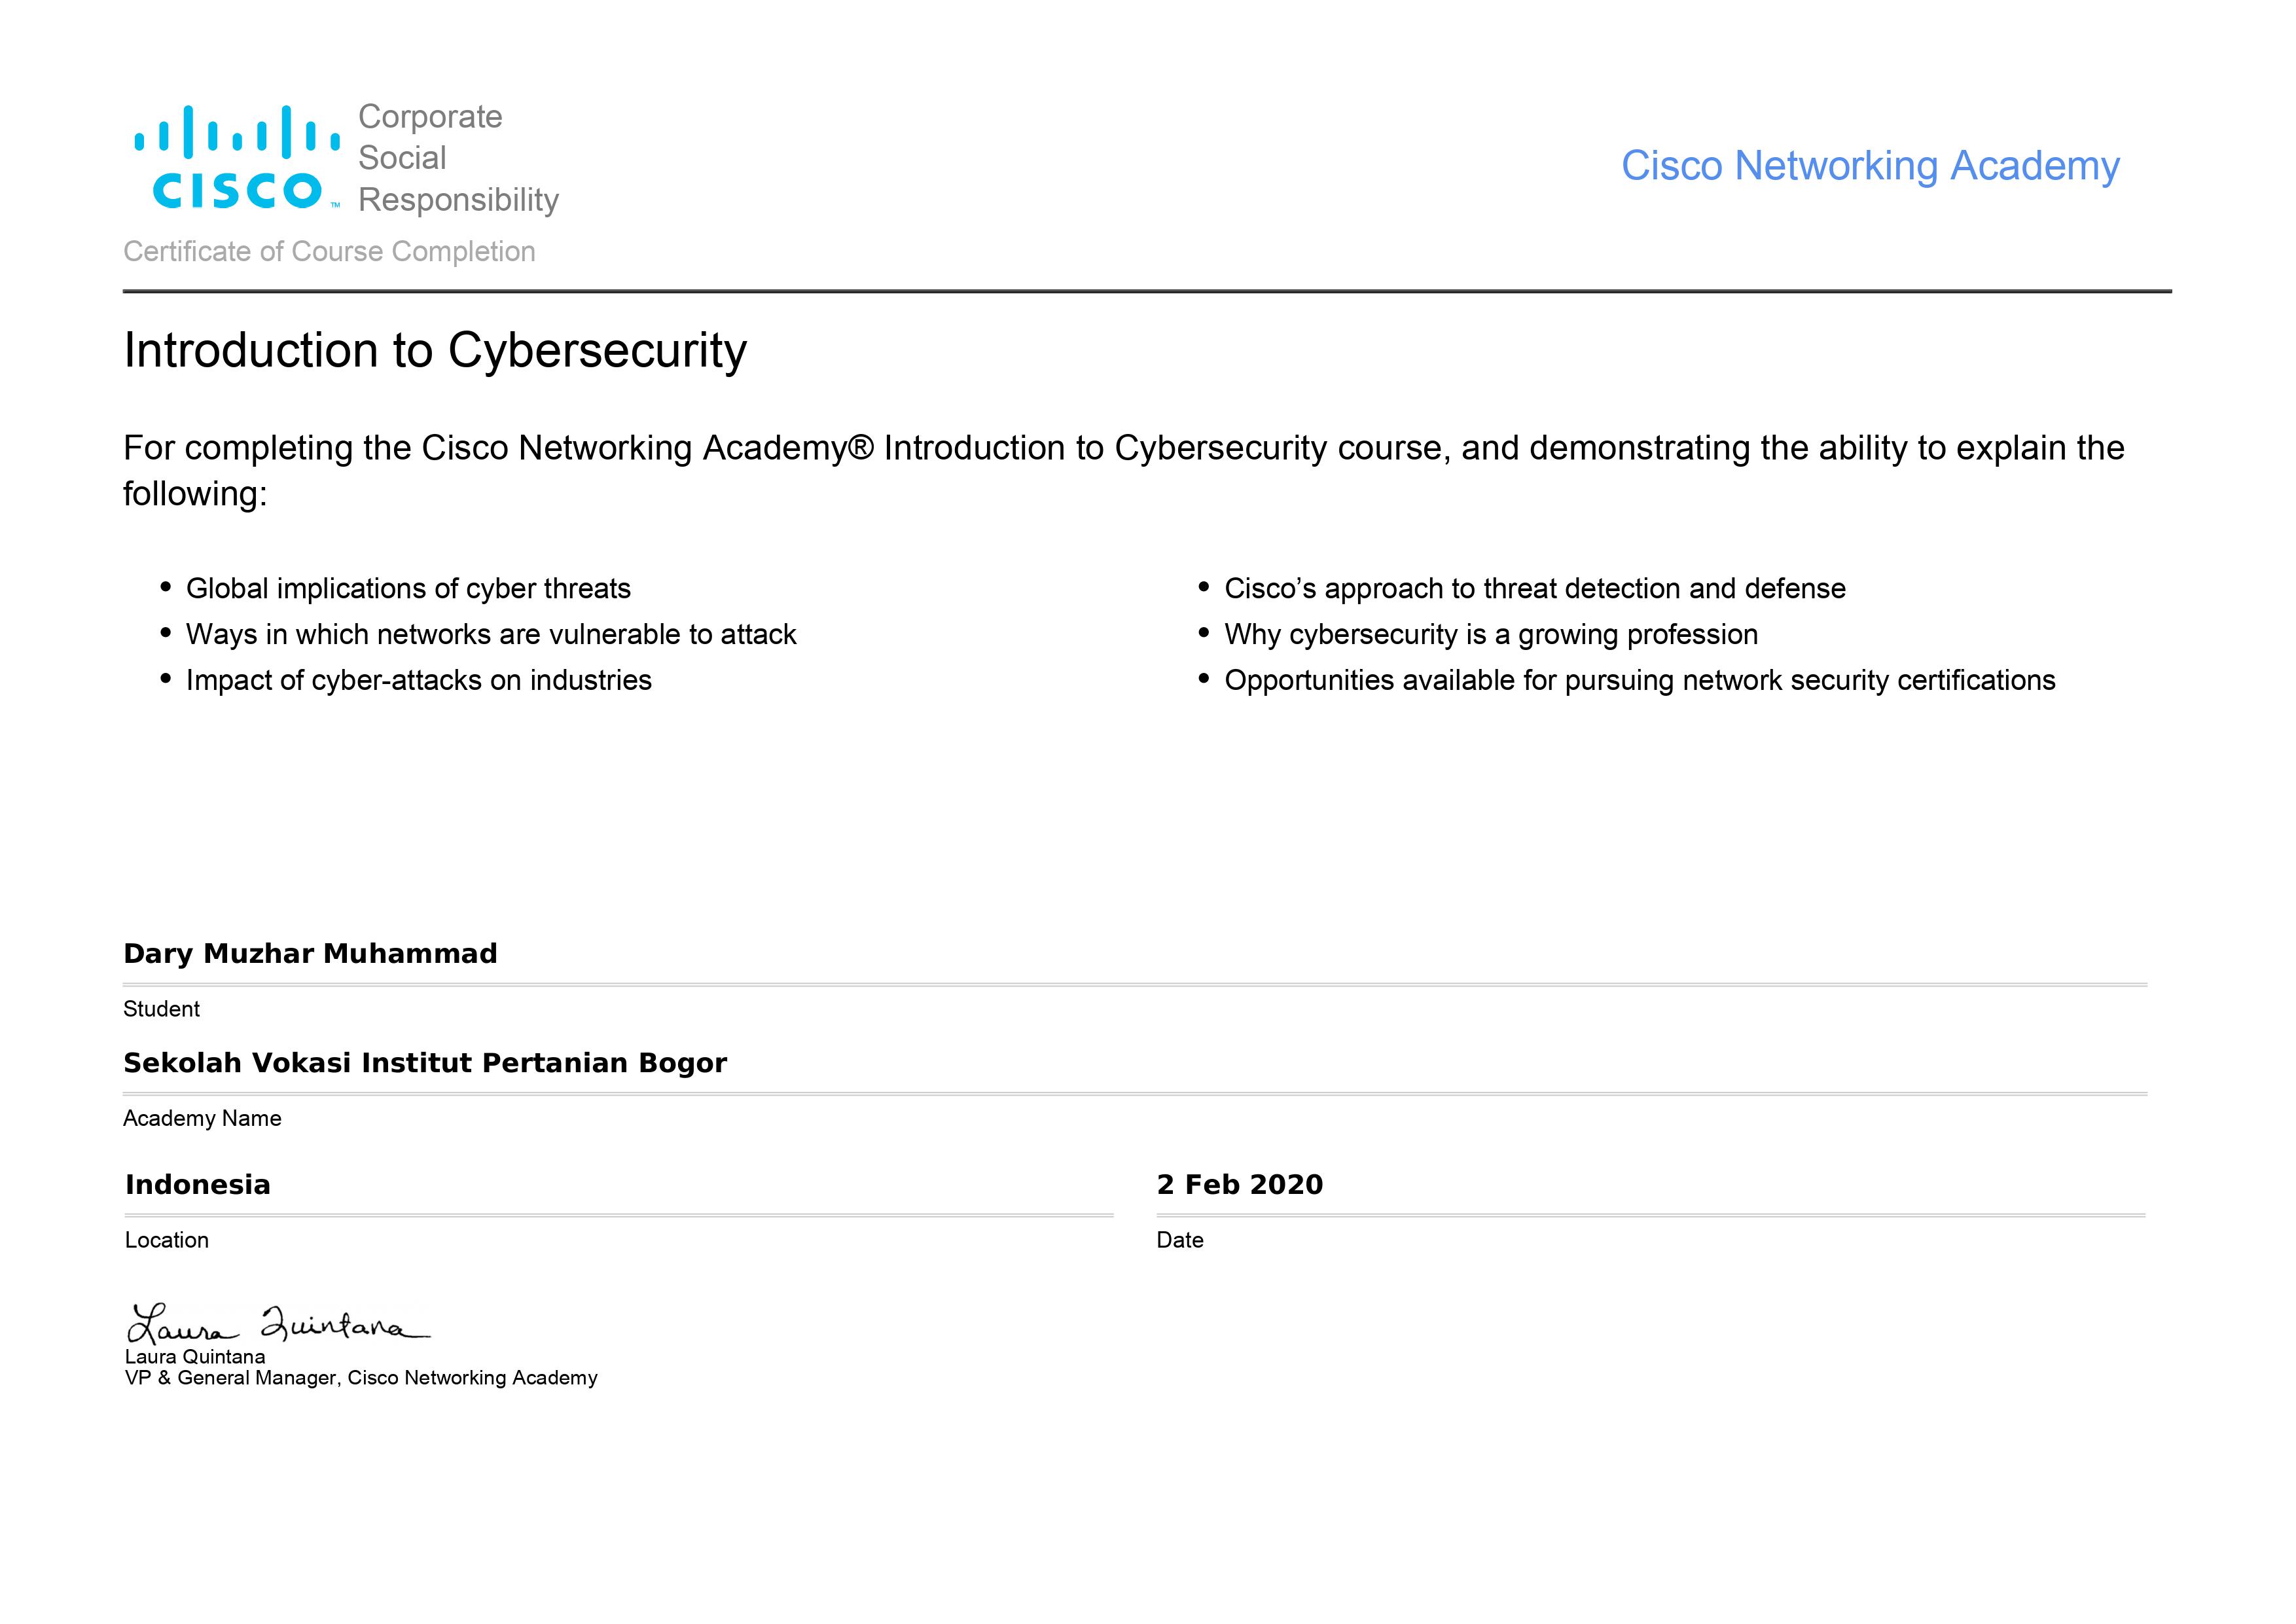 Corporate
Social
Responsibility
CISCO™
Cisco Networking Academy
Certificate of Course Completion
Introduction to Cybersecurity
For completing the Cisco Networking Academy® Introduction to Cybersecurity course, and demonstrating the ability to explain the
following:
• Global implications of cyber threats
• Ways in which networks are vulnerable to attack
• Impact of cyber-attacks on industries
• Cisco’s approach to threat detection and defense
• Why cybersecurity is a growing profession
• Opportunities available for pursuing network security certifications
Dary Muzhar Muhammad
Student
Sekolah Vokasi Institut Pertanian Bogor
Academy Name
Indonesia
Location
2 Feb 2020
Date
Laura Quintana
Laura Quintana
VP & General Manager, Cisco Networking Academy